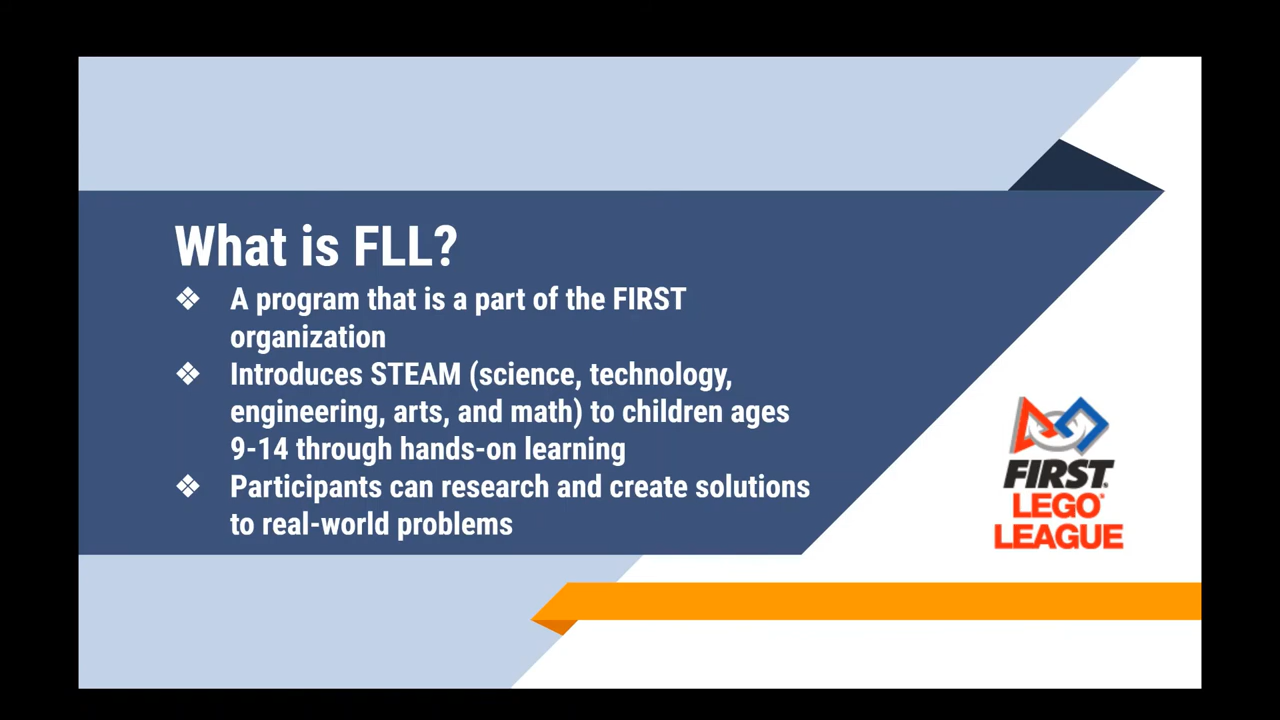 What is FLL?
❖ A program that is a part of the FIRST
organization
❖ Introduces STEAM (science, technology,
engineering, arts, and math) to children ages
9-14 through hands-on learning
❖ Participants can research and create solutions
to real-world problems
FIRST®
LEGO®
LEAGUE